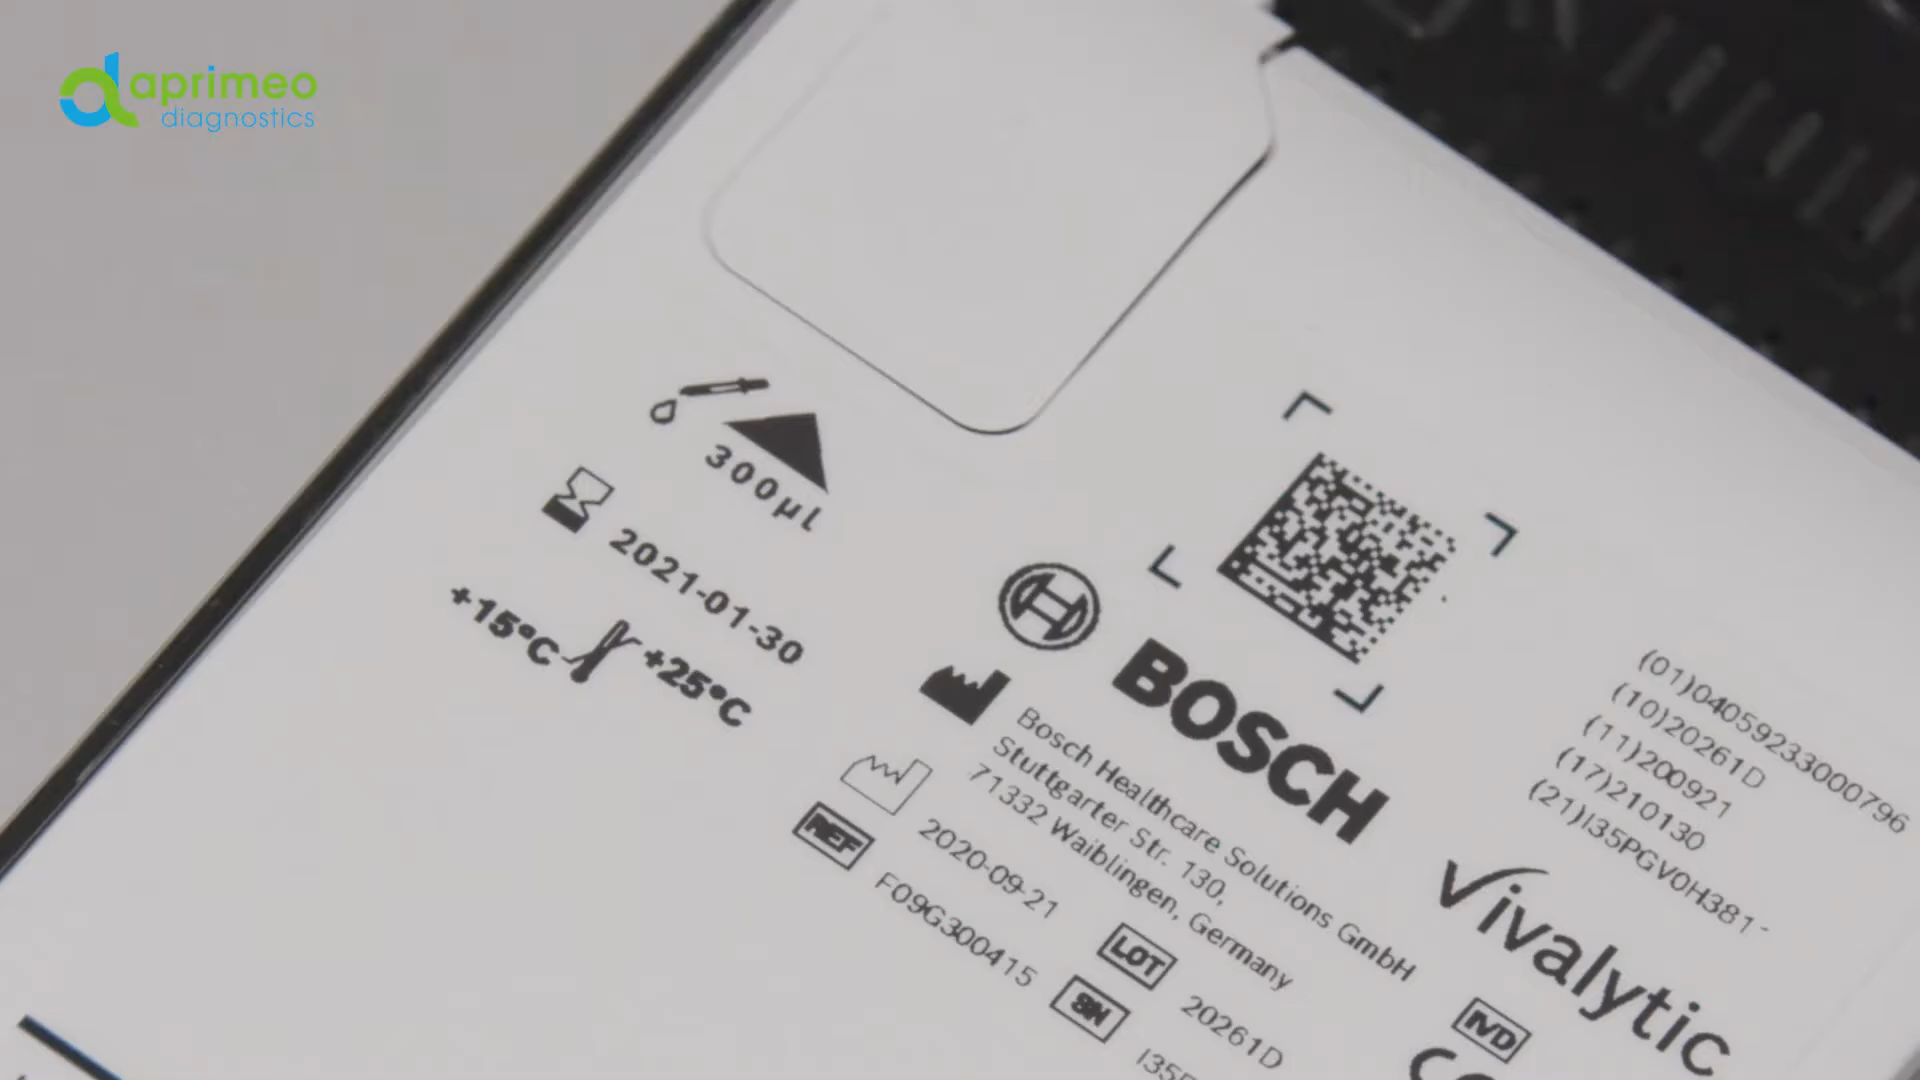 aprimeo
diagnostics
300µl
2021-01-30
+15°C
+25°C
BOSCH
Bosch Healthcare Solutions GmbH
Stuttgarter Str. 130,
71332 Waiblingen, Germany
2020-09-21
REF
F09G300415
LOT
20261D
SN
(01)04059233000796
(10)20261D
(11)200921
(17)210130
(21)I35PGV0H381
Vivalytic
IVD